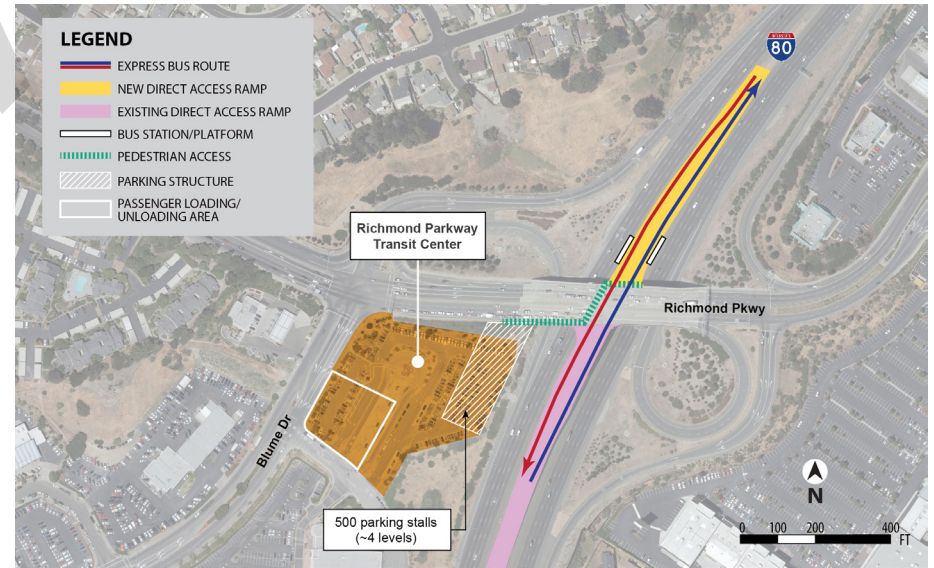 LEGEND
EXPRESS BUS ROUTE
NEW DIRECT ACCESS RAMP
EXISTING DIRECT ACCESS RAMP
BUS STATION/PLATFORM
PEDESTRIAN ACCESS
PARKING STRUCTURE
PASSENGER LOADING/
UNLOADING AREA
80
Richmond Parkway
Transit Center
Richmond Pkwy
Blume Dr
500 parking stalls
(~4 levels)
N
0 100 200 400
FT